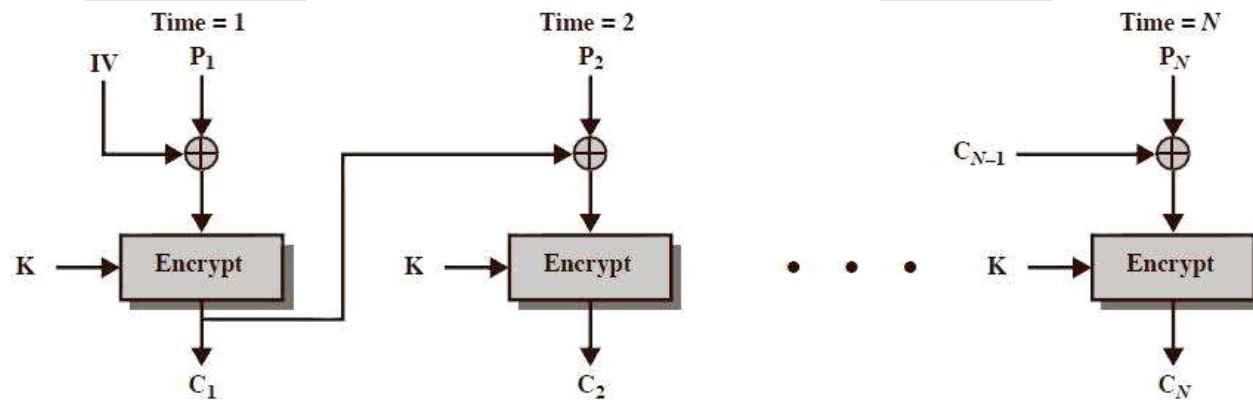 Time = 1
Time = 2
Time = N
IV
P1
P2
PN
CN–1
K
Encrypt
K
Encrypt
K
Encrypt
C1
C2
CN